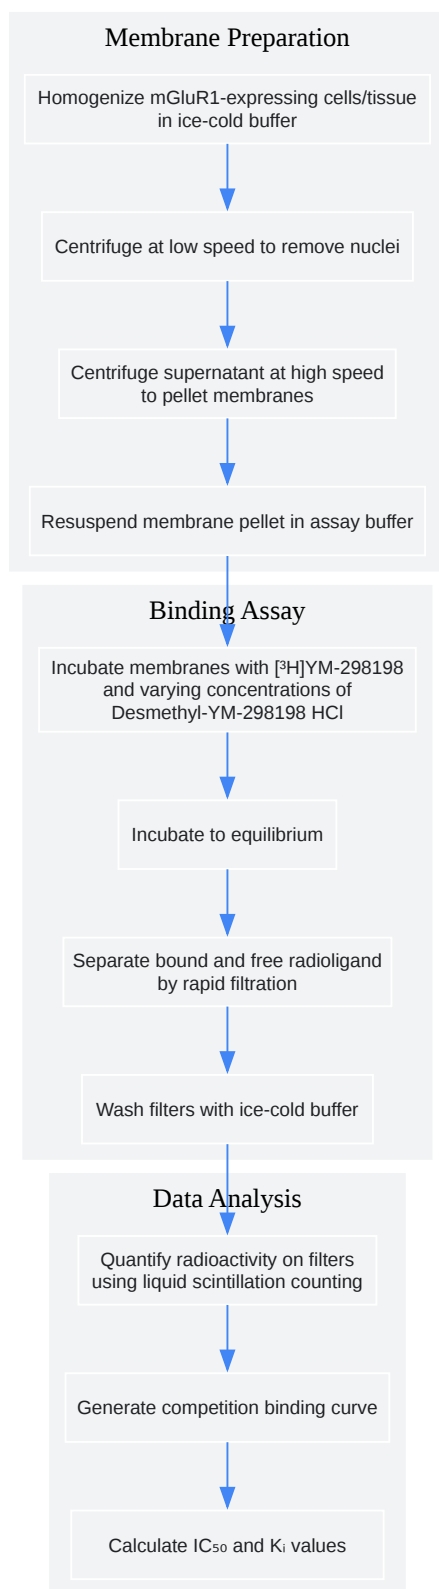 Membrane Preparation
Homogenize mGluR1-expressing cells/tissue
in ice-cold buffer
Centrifuge at low speed to remove nuclei
Centrifuge supernatant at high speed
to pellet membranes
Resuspend membrane pellet in assay buffer
Binding Assay
Incubate membranes with [³H]YM-298198
and varying concentrations of
Desmethyl-YM-298198 HCl
Incubate to equilibrium
Separate bound and free radioligand
by rapid filtration
Wash filters with ice-cold buffer
Data Analysis
Quantify radioactivity on filters
using liquid scintillation counting
Generate competition binding curve
Calculate IC₅₀ and Kᵢ values